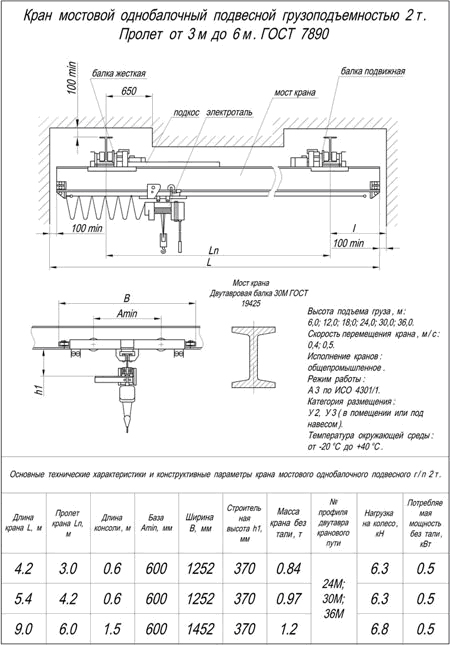 Кран мостовой однобалочный подвесной грузоподъемностью 2 т.
Пролет от 3 м до 6 м. ГОСТ 7890
100 min
балка жесткая
балка подвижная
650
мост крана
подкос
электроталь
100 min
Ln
l
100 min
L
B
Amin
h1
Мост крана
Двутавровая балка 30М ГОСТ
19425
Высота подъема груза, м:
6,0; 12,0; 18,0; 24,0; 30,0; 36,0.
Скорость перемещения крана, м/с:
0,4; 0,5.
Исполнение кранов:
общепромышленное.
Режим работы:
А3 по ИСО 4301/1.
Категория размещения:
У2, У3 (в помещении или под
навесом).
Температура окружающей среды:
от -20 °С до +40 °С.
Основные технические характеристики и конструктивные параметры крана мостового однобалочного подвесного г/п 2т.
Длина крана L, м
Пролет крана Ln, м
Длина консоли, м
База Amin, мм
Ширина B, мм
Строительная высота h1, мм
Масса крана без тали, т
№ профиля двутавра кранового пути
Нагрузка на колесо, кН
Потребляемая мощность без тали, кВт
4.2 3.0 0.6 600 1252 370 0.84 6.3 0.5
24М;
5.4 4.2 0.6 600 1252 370 0.97 30М; 6.3 0.5
36М
9.0 6.0 1.5 600 1452 370 1.2 6.8 0.5